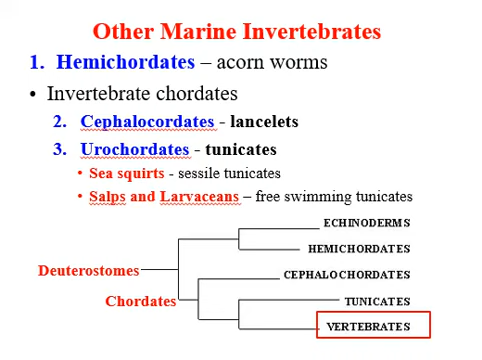 Other Marine Invertebrates
1. Hemichordates – acorn worms
• Invertebrate chordates
2. Cephalocordates - lancelets
3. Urochordates - tunicates
• Sea squirts - sessile tunicates
• Salps and Larvaceans – free swimming tunicates
ECHINODERMS
HEMICHORDATES
Deuterostomes
CEPHALOCHORDATES
Chordates
TUNICATES
VERTEBRATES